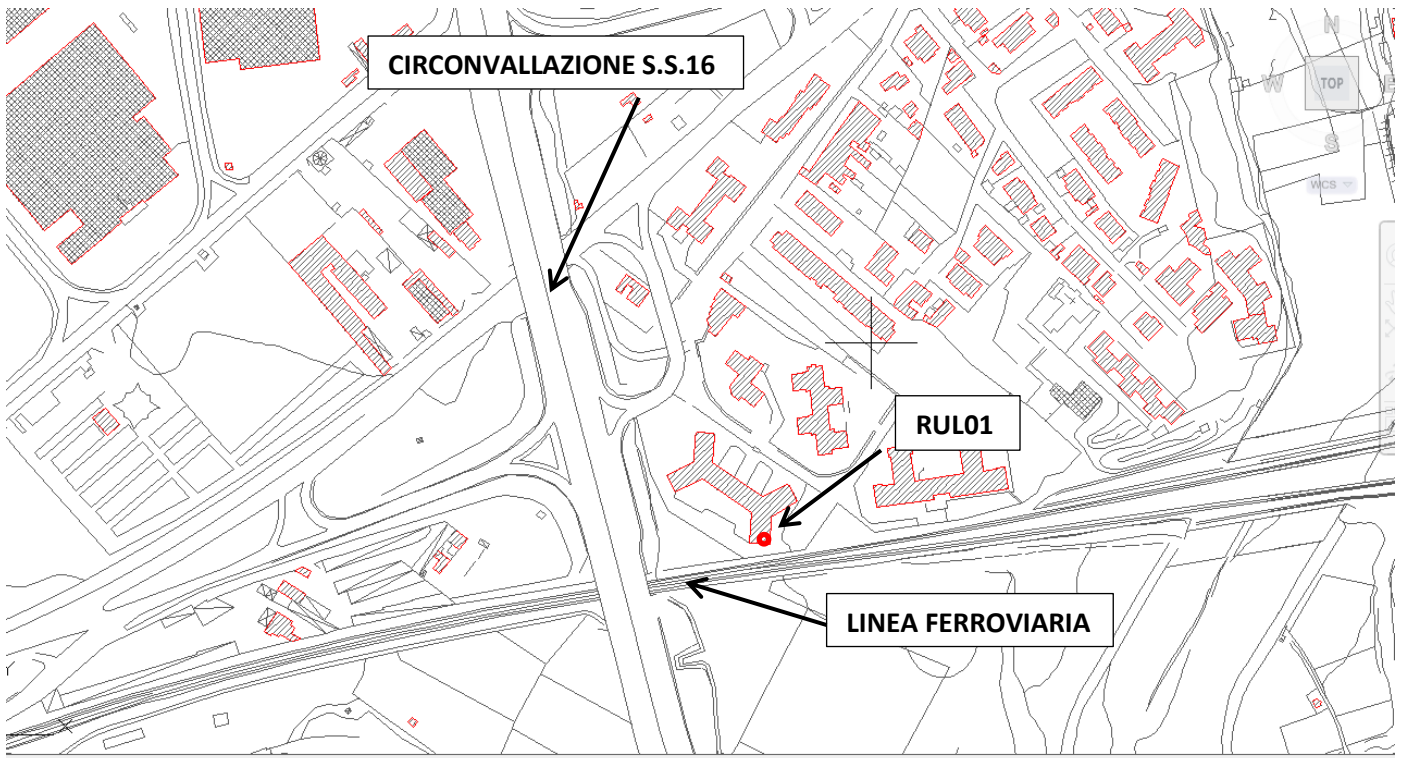 CIRCONVALLAZIONE S.S.16
N
W
TOP
E
S
WCS
RUL01
LINEA FERROVIARIA